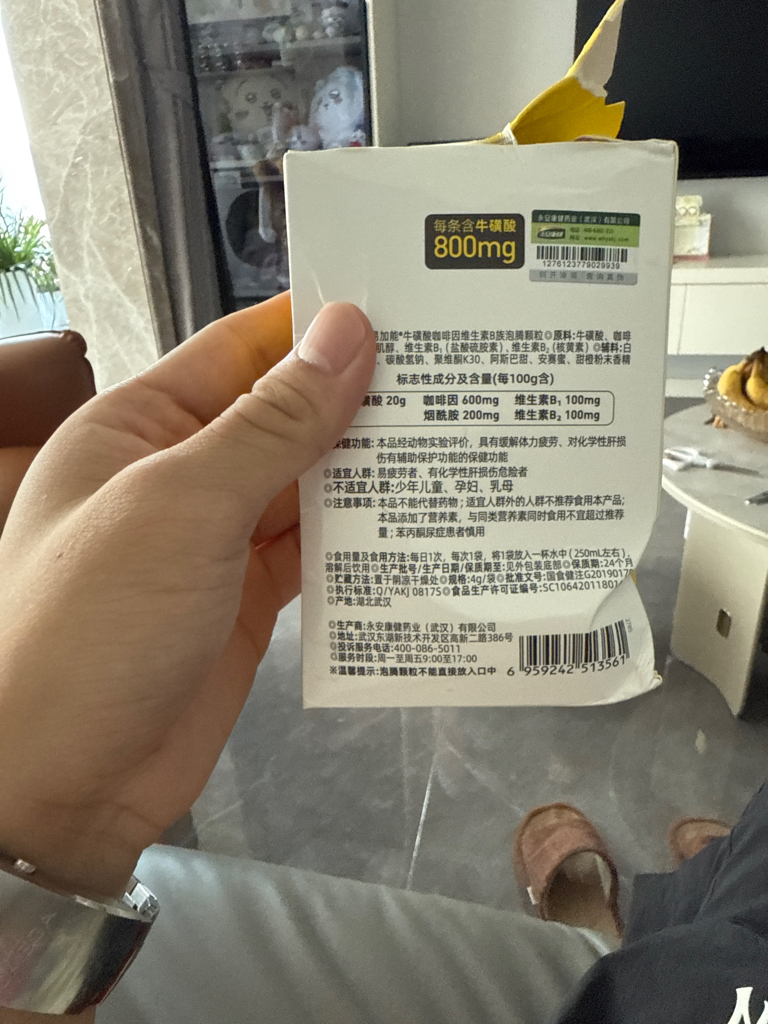 每条含牛磺酸
800mg
永安康健药业(武汉)有限公司
1276123779029939
易加能®牛磺酸咖啡因维生素B族泡腾颗粒 ◎原料:牛磺酸、咖啡
肌醇、维生素B₁(盐酸硫胺素)、维生素B₂(核黄素) ◎辅料:白
、碳酸氢钠、聚维酮K30、阿斯巴甜、安赛蜜、甜橙粉末香精
标志性成分及含量(每100g含)
磺酸 20g 咖啡因 600mg 维生素B₁ 100mg
烟酰胺 200mg 维生素B₂ 100mg
保健功能: 本品经动物实验评价，具有缓解体力疲劳、对化学性肝损
伤有辅助保护功能的保健功能
◎适宜人群: 易疲劳者、有化学性肝损伤危险者
◎不适宜人群:少年儿童、孕妇、乳母
◎注意事项: 本品不能代替药物；适宜人群外的人群不推荐食用本产品;
本品添加了营养素，与同类营养素同时食用不宜超过推荐
量；苯丙酮尿症患者慎用
◎食用量及食用方法:每日1次，每次1袋，将1袋放入一杯水中(250mL左右)，
溶解后饮用 ◎生产批号/生产日期/保质期至:见外包装底部 ◎保质期:24个月
◎贮藏方法:置于阴凉干燥处 ◎规格:4g/袋 ◎批准文号:国食健注G2019017
◎执行标准:Q/YAKJ 0817S ◎食品生产许可证编号:SC106420118014
◎产地:湖北武汉
◎生产商:永安康健药业(武汉)有限公司
◎地址:武汉东湖新技术开发区高新二路386号
◎投诉服务电话:400-086-5011
◎服务时段:周一至周五9:00至17:00
※温馨提示:泡腾颗粒不能直接放入口中
6 959242 513561